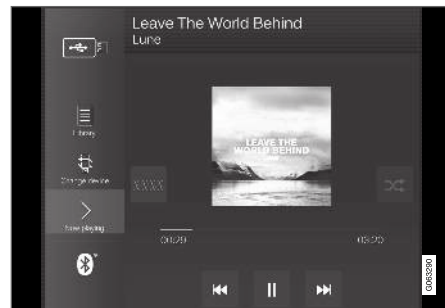 Leave The World Behind
Lune
Library
Change device
Now playing
LEAVE THE
WORLD BEHIND
XXXX
00:29
03:20
G063290